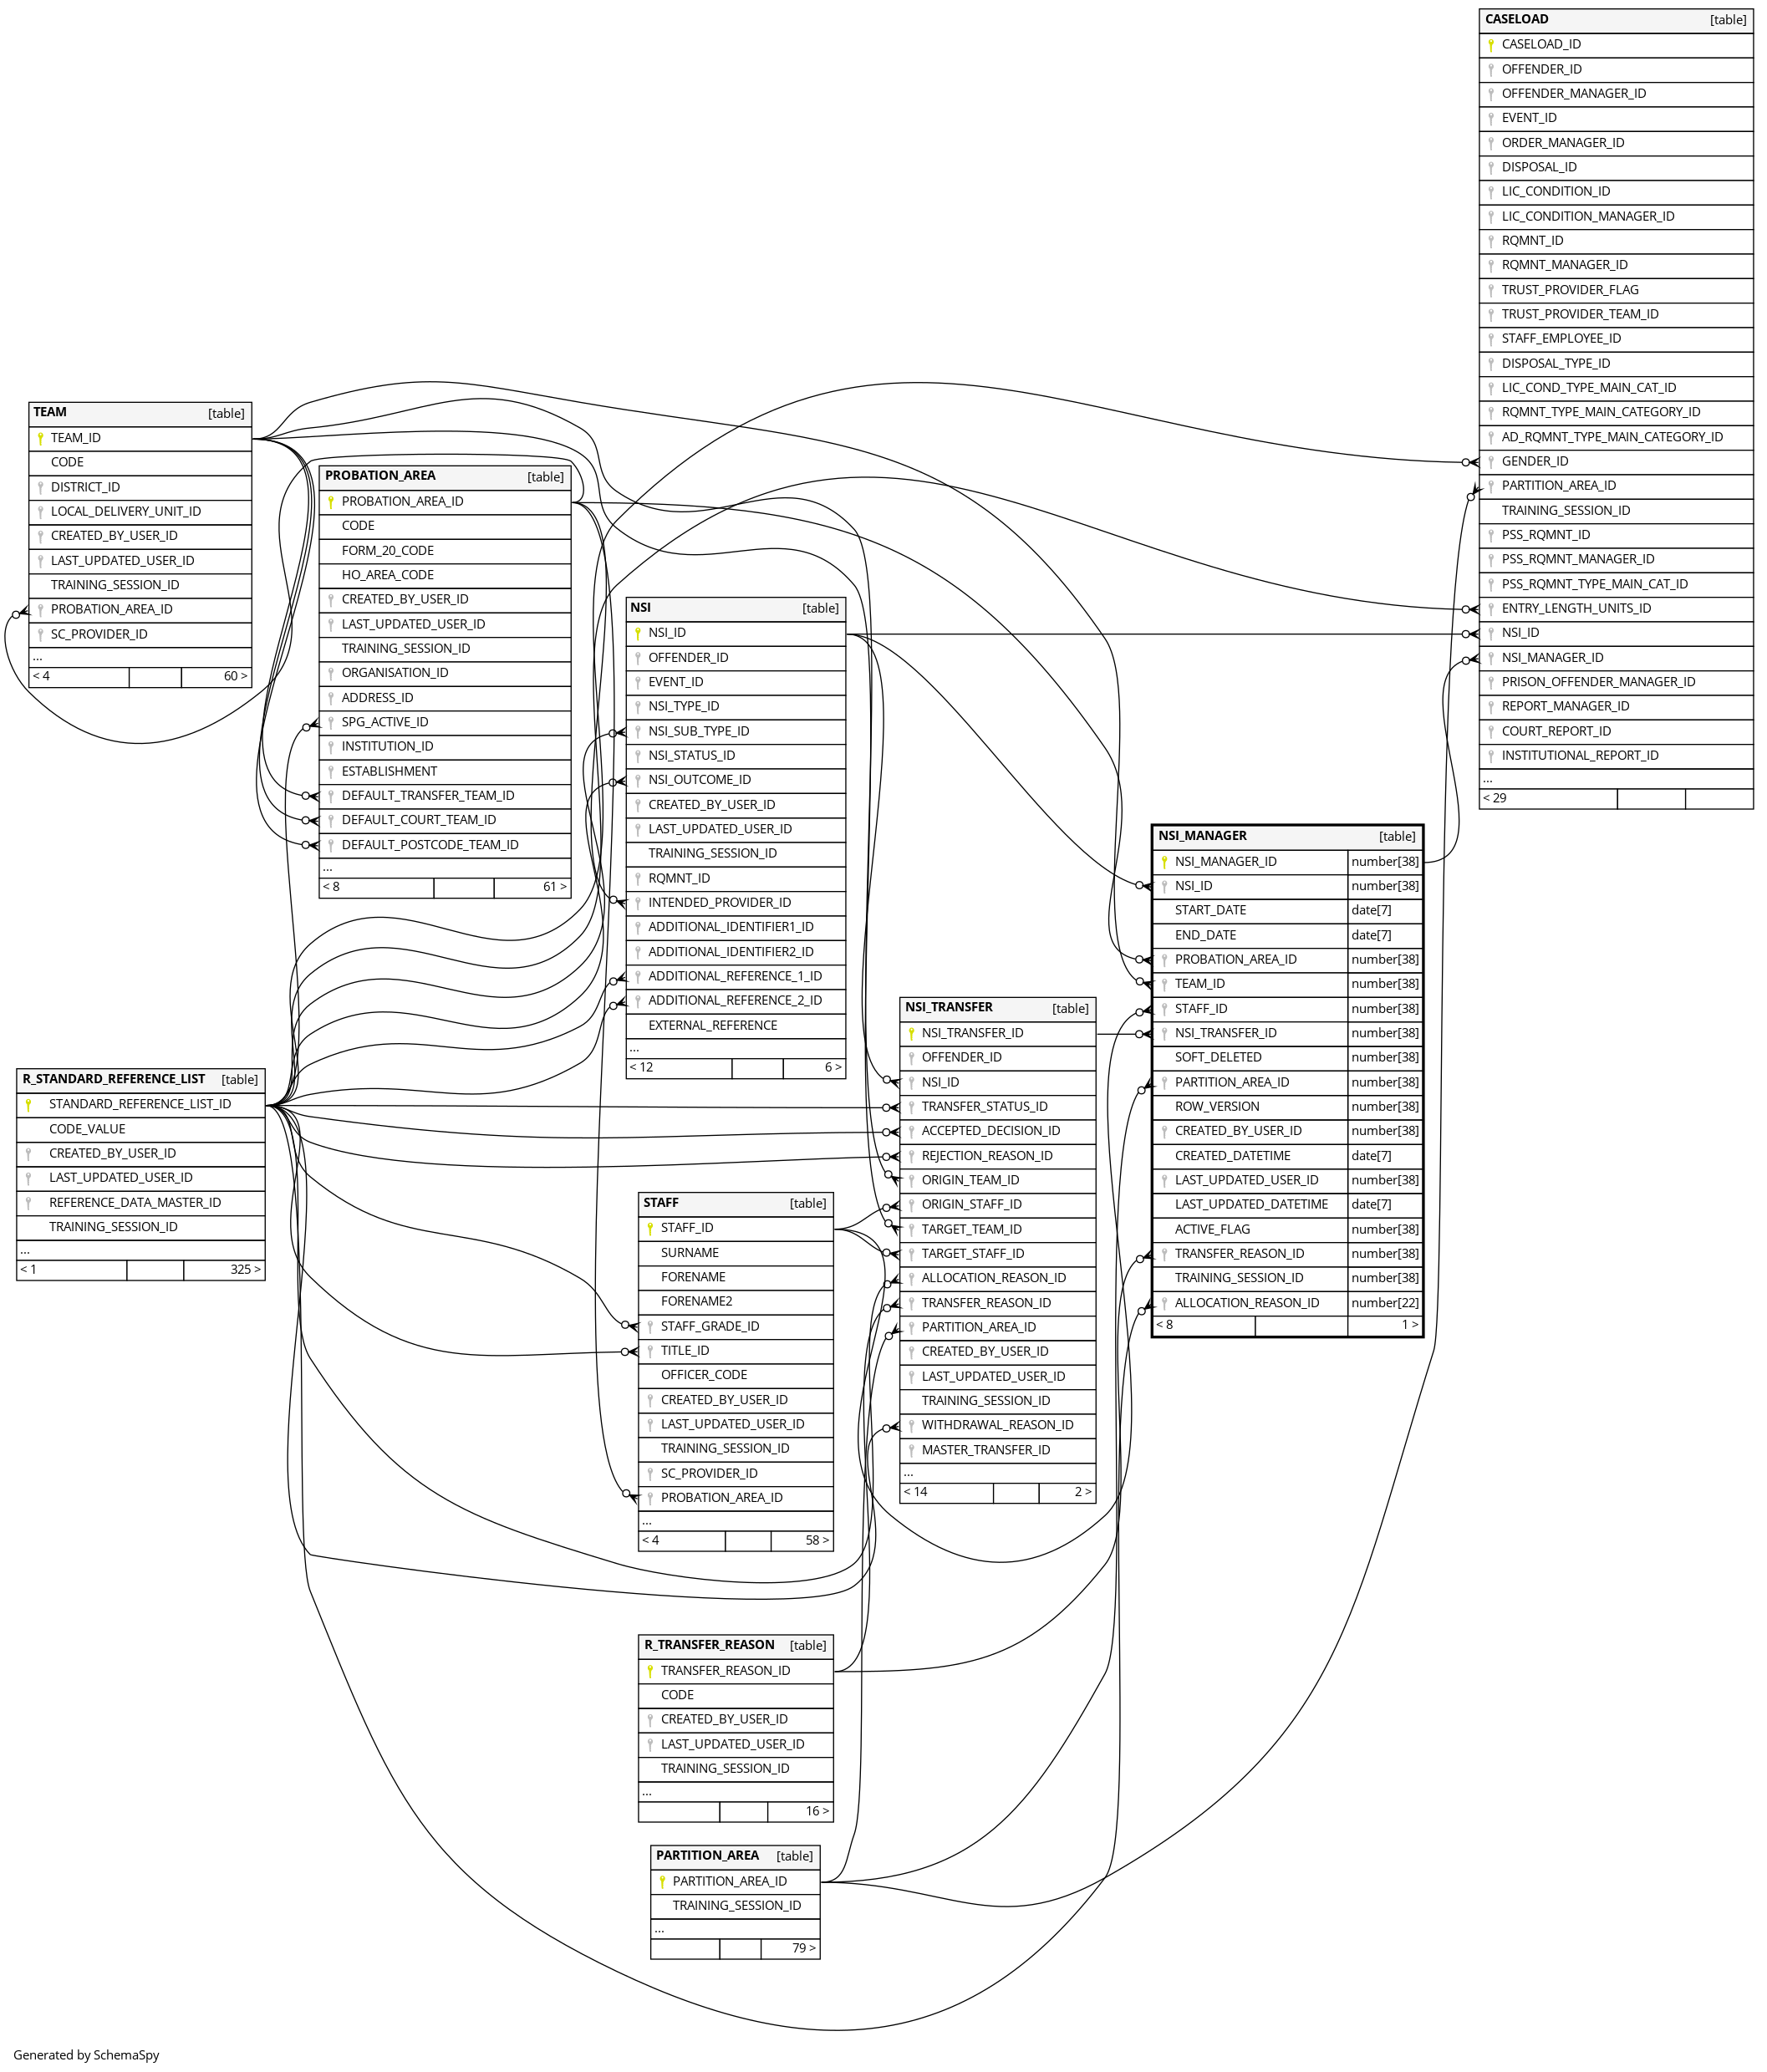 CASELOAD [table]
CASELOAD_ID
OFFENDER_ID
OFFENDER_MANAGER_ID
EVENT_ID
ORDER_MANAGER_ID
DISPOSAL_ID
LIC_CONDITION_ID
LIC_CONDITION_MANAGER_ID
RQMNT_ID
RQMNT_MANAGER_ID
TRUST_PROVIDER_FLAG
TRUST_PROVIDER_TEAM_ID
STAFF_EMPLOYEE_ID
DISPOSAL_TYPE_ID
LIC_COND_TYPE_MAIN_CAT_ID
RQMNT_TYPE_MAIN_CATEGORY_ID
AD_RQMNT_TYPE_MAIN_CATEGORY_ID
GENDER_ID
PARTITION_AREA_ID
TRAINING_SESSION_ID
PSS_RQMNT_ID
PSS_RQMNT_MANAGER_ID
PSS_RQMNT_TYPE_MAIN_CAT_ID
ENTRY_LENGTH_UNITS_ID
NSI_ID
NSI_MANAGER_ID
PRISON_OFFENDER_MANAGER_ID
REPORT_MANAGER_ID
COURT_REPORT_ID
INSTITUTIONAL_REPORT_ID
...
< 29
TEAM [table]
TEAM_ID
CODE
DISTRICT_ID
LOCAL_DELIVERY_UNIT_ID
CREATED_BY_USER_ID
LAST_UPDATED_USER_ID
TRAINING_SESSION_ID
PROBATION_AREA_ID
SC_PROVIDER_ID
...
< 4 60 >
PROBATION_AREA [table]
PROBATION_AREA_ID
CODE
FORM_20_CODE
HO_AREA_CODE
CREATED_BY_USER_ID
LAST_UPDATED_USER_ID
TRAINING_SESSION_ID
ORGANISATION_ID
ADDRESS_ID
SPG_ACTIVE_ID
INSTITUTION_ID
ESTABLISHMENT
DEFAULT_TRANSFER_TEAM_ID
DEFAULT_COURT_TEAM_ID
DEFAULT_POSTCODE_TEAM_ID
...
< 8 61 >
NSI [table]
NSI_ID
OFFENDER_ID
EVENT_ID
NSI_TYPE_ID
NSI_SUB_TYPE_ID
NSI_STATUS_ID
NSI_OUTCOME_ID
CREATED_BY_USER_ID
LAST_UPDATED_USER_ID
TRAINING_SESSION_ID
RQMNT_ID
INTENDED_PROVIDER_ID
ADDITIONAL_IDENTIFIER1_ID
ADDITIONAL_IDENTIFIER2_ID
ADDITIONAL_REFERENCE_1_ID
ADDITIONAL_REFERENCE_2_ID
EXTERNAL_REFERENCE
...
< 12 6 >
NSI_MANAGER [table]
NSI_MANAGER_ID number[38]
NSI_ID number[38]
START_DATE date[7]
END_DATE date[7]
PROBATION_AREA_ID number[38]
TEAM_ID number[38]
STAFF_ID number[38]
NSI_TRANSFER_ID number[38]
SOFT_DELETED number[38]
PARTITION_AREA_ID number[38]
ROW_VERSION number[38]
CREATED_BY_USER_ID number[38]
CREATED_DATETIME date[7]
LAST_UPDATED_USER_ID number[38]
LAST_UPDATED_DATETIME date[7]
ACTIVE_FLAG number[38]
TRANSFER_REASON_ID number[38]
TRAINING_SESSION_ID number[38]
ALLOCATION_REASON_ID number[22]
< 8 1 >
NSI_TRANSFER [table]
NSI_TRANSFER_ID
OFFENDER_ID
NSI_ID
TRANSFER_STATUS_ID
ACCEPTED_DECISION_ID
REJECTION_REASON_ID
ORIGIN_TEAM_ID
ORIGIN_STAFF_ID
TARGET_TEAM_ID
TARGET_STAFF_ID
ALLOCATION_REASON_ID
TRANSFER_REASON_ID
PARTITION_AREA_ID
CREATED_BY_USER_ID
LAST_UPDATED_USER_ID
TRAINING_SESSION_ID
WITHDRAWAL_REASON_ID
MASTER_TRANSFER_ID
...
< 14 2 >
R_STANDARD_REFERENCE_LIST [table]
STANDARD_REFERENCE_LIST_ID
CODE_VALUE
CREATED_BY_USER_ID
LAST_UPDATED_USER_ID
REFERENCE_DATA_MASTER_ID
TRAINING_SESSION_ID
...
< 1 325 >
STAFF [table]
STAFF_ID
SURNAME
FORENAME
FORENAME2
STAFF_GRADE_ID
TITLE_ID
OFFICER_CODE
CREATED_BY_USER_ID
LAST_UPDATED_USER_ID
TRAINING_SESSION_ID
SC_PROVIDER_ID
PROBATION_AREA_ID
...
< 4 58 >
R_TRANSFER_REASON [table]
TRANSFER_REASON_ID
CODE
CREATED_BY_USER_ID
LAST_UPDATED_USER_ID
TRAINING_SESSION_ID
...
16 >
PARTITION_AREA [table]
PARTITION_AREA_ID
TRAINING_SESSION_ID
...
79 >
Generated by SchemaSpy